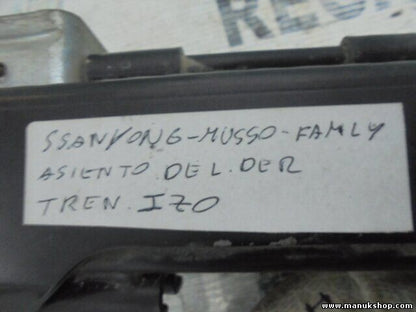 SSANYONG-MUSSO-FAMLY
ASIENTO.DEL.DER
TREN.IZO
www.manukshop.com